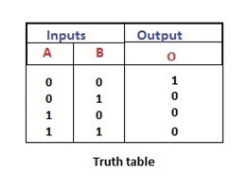 Inputs Output
A B O
0 0 1
0 1 0
1 0 0
1 1 0
Truth table